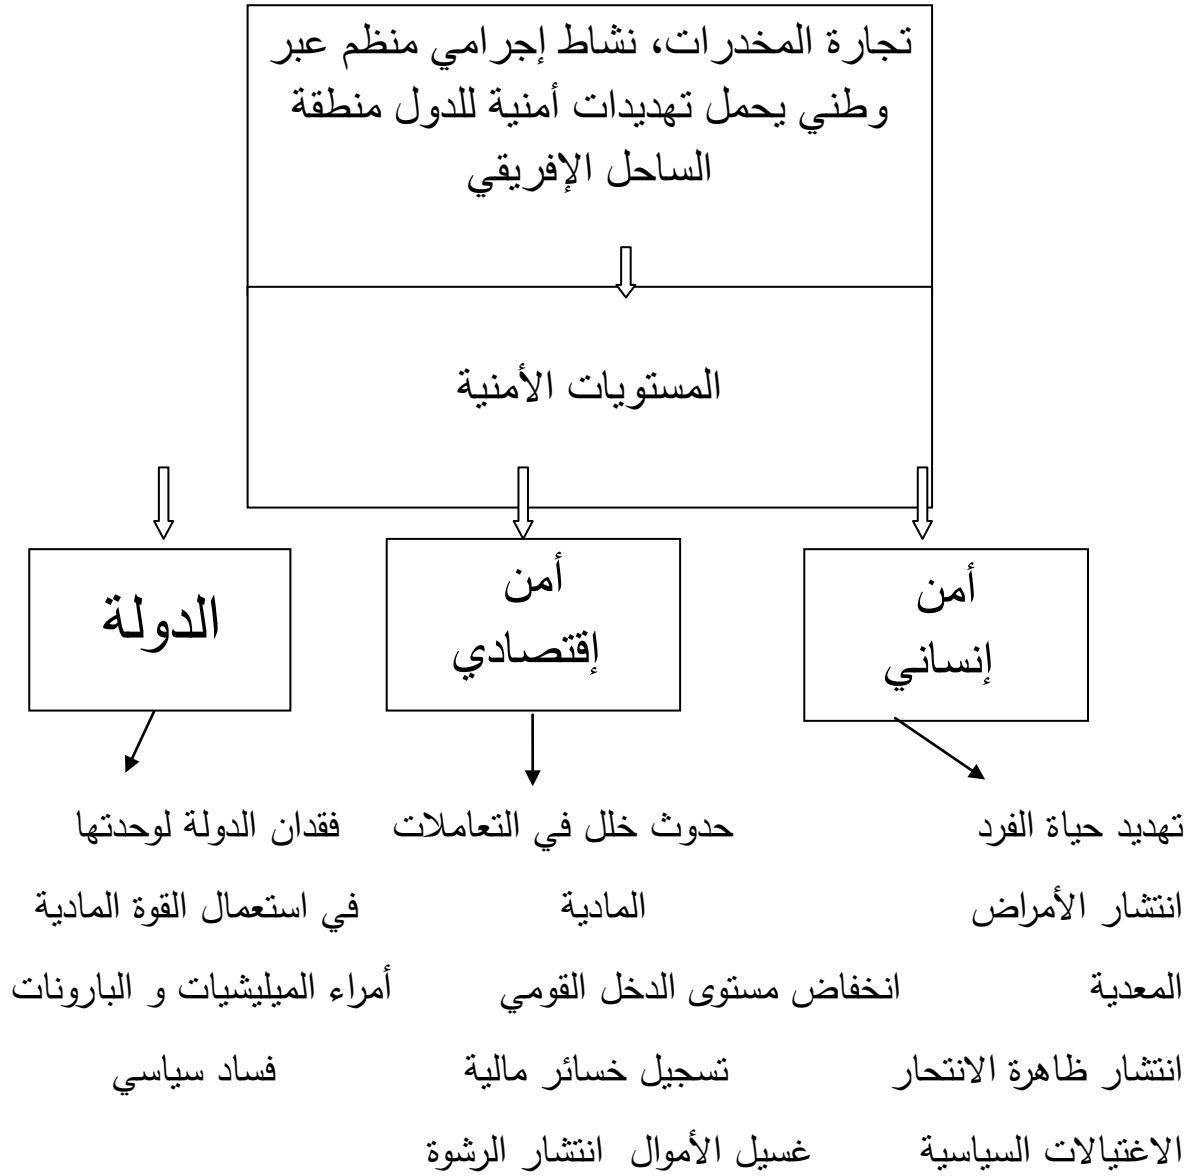 تجارة المخدرات، نشاط إجرامي منظم عبر
وطني يحمل تهديدات أمنية للدول منطقة
الساحل الإفريقي
المستويات الأمنية
أمن
إنساني
أمن
إقتصادي
الدولة
تهديد حياة الفرد
حدوث خلل في التعاملات
فقدان الدولة لوحدتها
انتشار الأمراض
المادية
في استعمال القوة المادية
المعدية
انخفاض مستوى الدخل القومي
أمراء الميليشيات و البارونات
انتشار ظاهرة الانتحار
تسجيل خسائر مالية
فساد سياسي
الاغتيالات السياسية
غسيل الأموال انتشار الرشوة